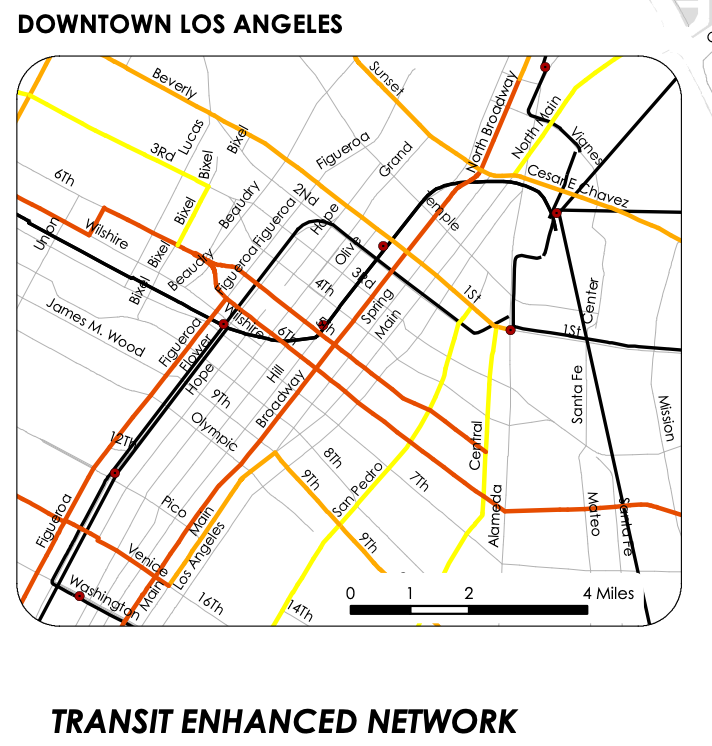 DOWNTOWN LOS ANGELES
Beverly
Sunset
North Broadway
North Main
Vignes
Lucas
Bixel
Bixel
Figueroa
Grand
3Rd
Cesar E Chavez
6Th
Bixel
Beaudry
2Nd
Hope
Temple
Union
Wilshire
Bixel
Beaudry
Figueroa
Figueroa
Olive
3Rd
4Th
1St
Bixel
Spring
Main
Center
James M. Wood
Figueroa
Flower
Hope
Wilshire
6Th
5Th
1St
Hill
9Th
Broadway
Olympic
Santa Fe
Mission
12Th
8Th
9Th
San Pedro
7Th
Central
Alameda
Mateo
Santa Fe
Figueroa
Pico
Main
Los Angeles
Venice
9Th
Washington
Main
16Th
14Th
0 1 2 4 Miles
TRANSIT ENHANCED NETWORK